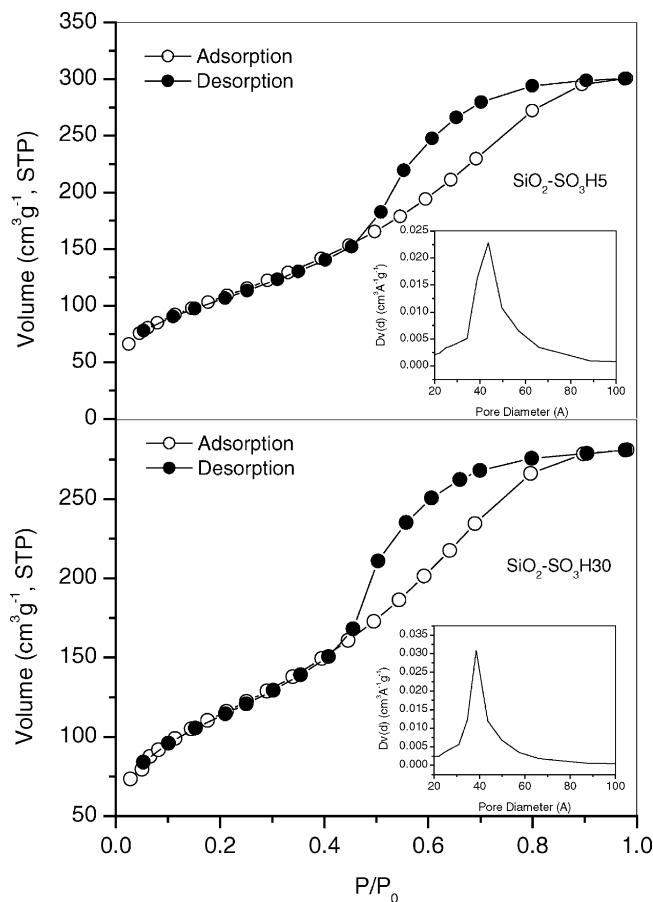 350
300
250
200
150
100
50
0
Volume (cm³g⁻¹, STP)
Adsorption
Desorption
SiO₂-SO₃H5
0.025
0.020
0.015
0.010
0.005
0.000
Dv(d) (cm³A⁻¹g⁻¹)
20 40 60 80 100
Pore Diameter (A)
250
200
150
100
50
Volume (cm³g⁻¹, STP)
Adsorption
Desorption
SiO₂-SO₃H30
0.035
0.030
0.025
0.020
0.015
0.010
0.005
0.000
Dv(d) (cm³A⁻¹g⁻¹)
20 40 60 80 100
Pore Diameter (A)
0.0 0.2 0.4 0.6 0.8 1.0
P/P₀